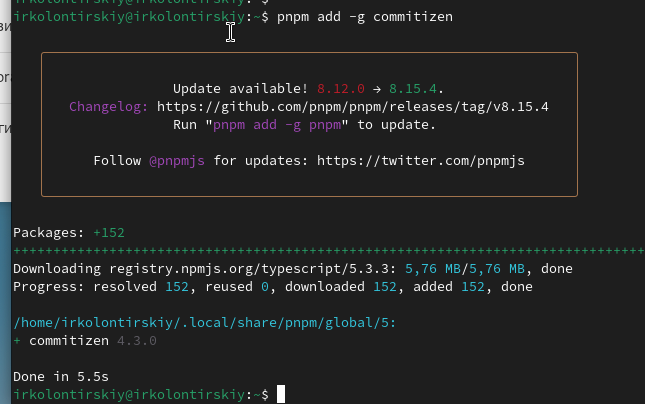 irkolontirskiy@irkolontirskiy:~$
irkolontirskiy@irkolontirskiy:~$ pnpm add -g commitizen
Update available! 8.12.0 → 8.15.4.
Changelog: https://github.com/pnpm/pnpm/releases/tag/v8.15.4
Run "pnpm add -g pnpm" to update.
Follow @pnpmjs for updates: https://twitter.com/pnpmjs
Packages: +152
++++++++++++++++++++++++++++++++++++++++++++++++++++++++++++++++++++++
Downloading registry.npmjs.org/typescript/5.3.3: 5,76 MB/5,76 MB, done
Progress: resolved 152, reused 0, downloaded 152, added 152, done
/home/irkolontirskiy/.local/share/pnpm/global/5:
+ commitizen 4.3.0
Done in 5.5s
irkolontirskiy@irkolontirskiy:~$